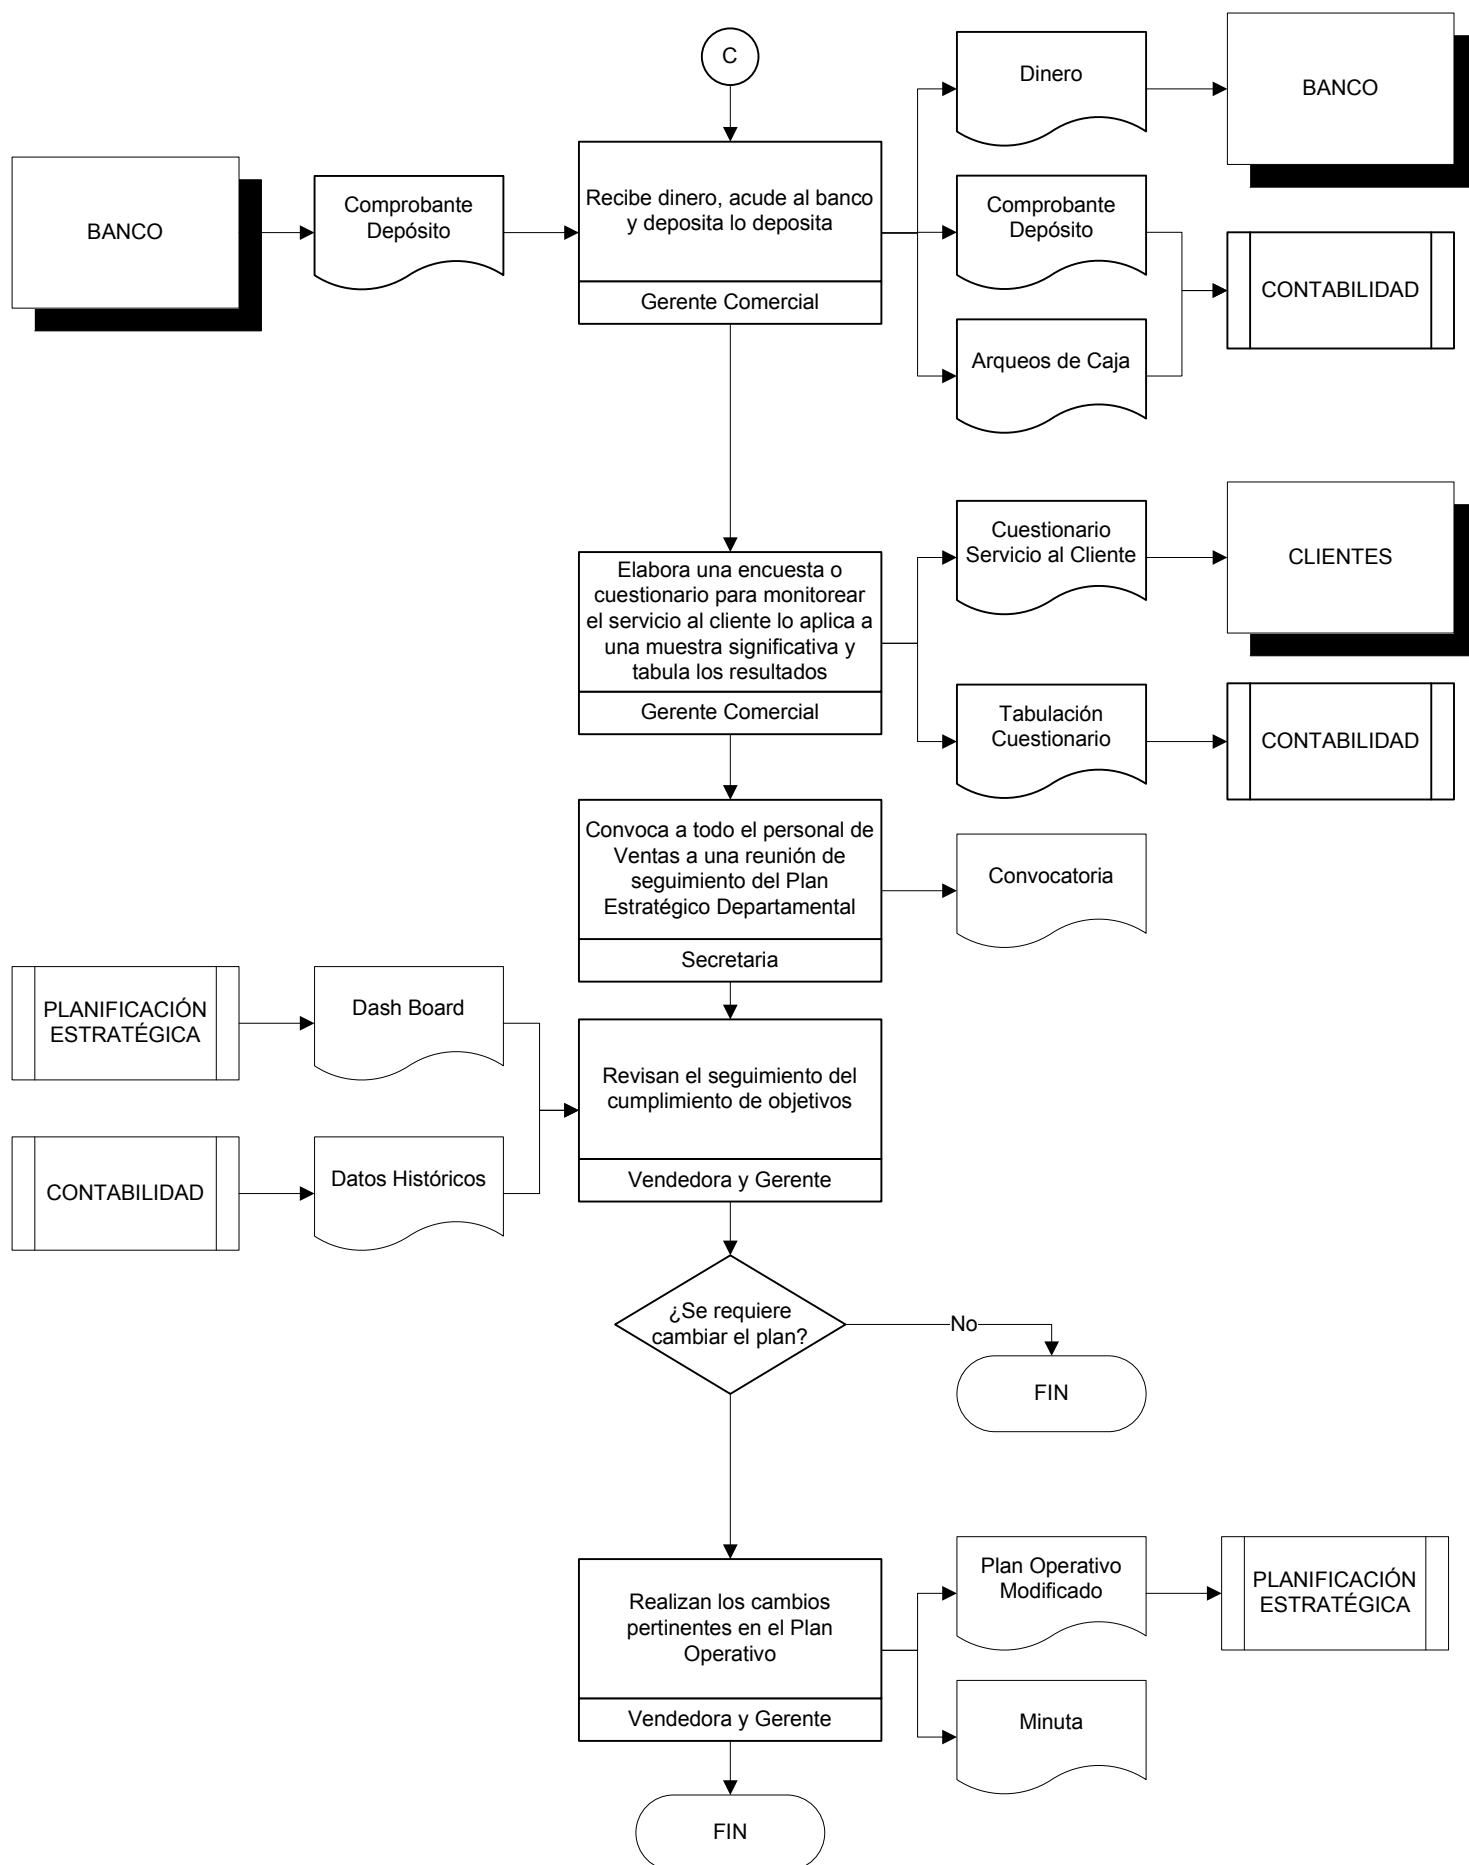 C
Dinero
BANCO
BANCO
Comprobante
Depósito
Recibe dinero, acude al banco
y deposita lo deposita
Gerente Comercial
Comprobante
Depósito
CONTABILIDAD
Arqueos de Caja
Elabora una encuesta o
cuestionario para monitorear
el servicio al cliente lo aplica a
una muestra significativa y
tabula los resultados
Gerente Comercial
Cuestionario
Servicio al Cliente
CLIENTES
Tabulación
Cuestionario
CONTABILIDAD
Convoca a todo el personal de
Ventas a una reunión de
seguimiento del Plan
Estratégico Departamental
Secretaria
Convocatoria
PLANIFICACIÓN
ESTRATÉGICA
Dash Board
Revisan el seguimiento del
cumplimiento de objetivos
Vendedora y Gerente
CONTABILIDAD
Datos Históricos
¿Se requiere
cambiar el plan?
No
FIN
Realizan los cambios
pertinentes en el Plan
Operativo
Vendedora y Gerente
Plan Operativo
Modificado
PLANIFICACIÓN
ESTRATÉGICA
Minuta
FIN